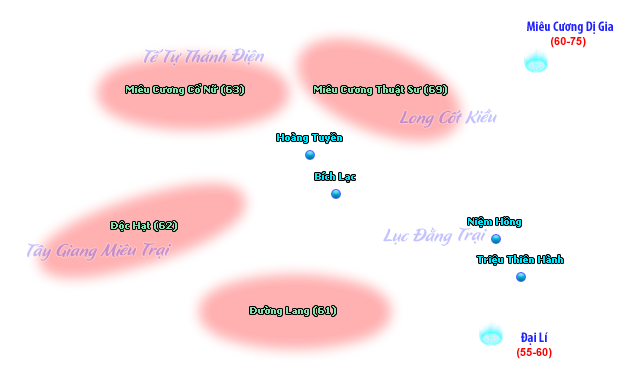 Miêu Cương Dị Gia
(60-75)
Tế Tự Thánh Điện
Miêu Cương Cổ Nữ (63)
Miêu Cương Thuật Sư (69)
Long Cốt Kiều
Hoàng Tuyền
Bích Lạc
Độc Hạt (62)
Tây Giang Miêu Trại
Lục Đằng Trại
Niệm Hồng
Triệu Thiên Hành
Đường Lang (61)
Đại Lí
(55-60)